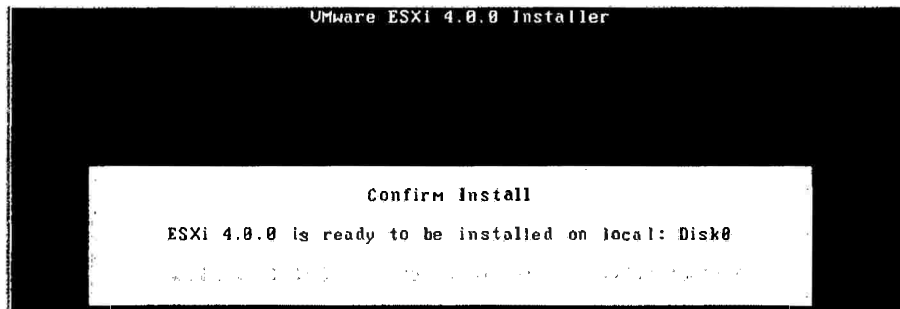 VMware ESXi 4.0.0 Installer
Confirm Install
ESXi 4.0.0 is ready to be installed on local: Disk0